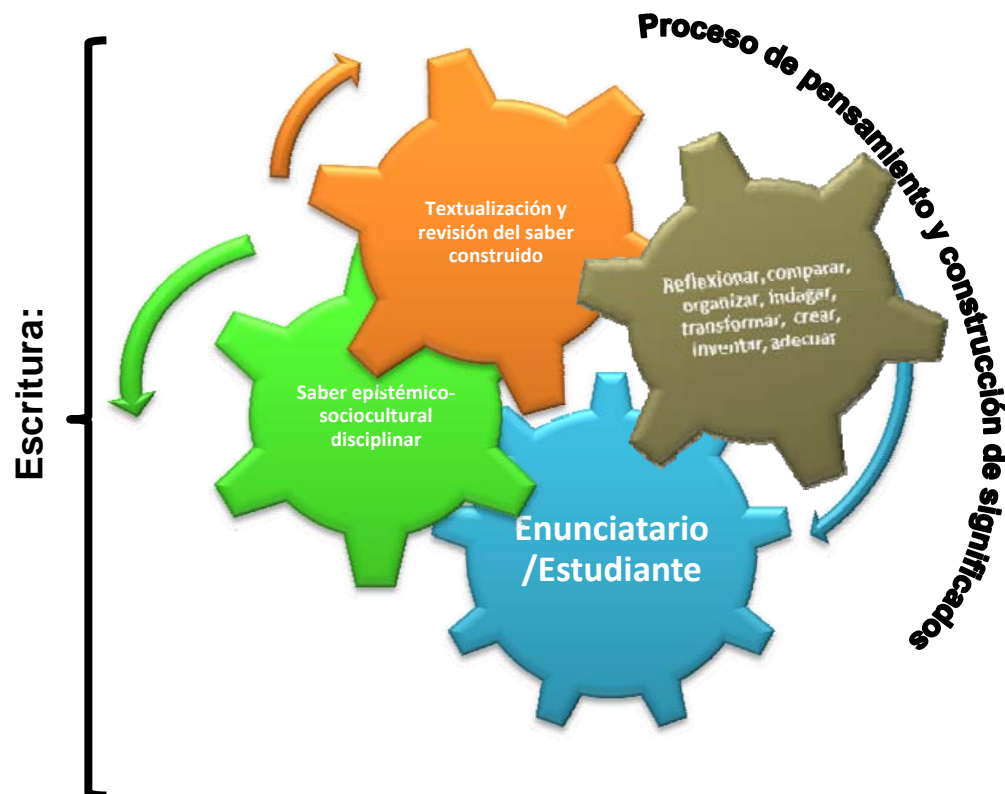 Escritura:
Proceso de pensamiento y construcción de significados
Textualización y
revisión del saber
construido
Reflexionar, comparar,
organizar, indagar,
transformar, crear,
inventar, adecuar
Saber epistémico-
sociocultural
disciplinar
Enunciatario
/Estudiante